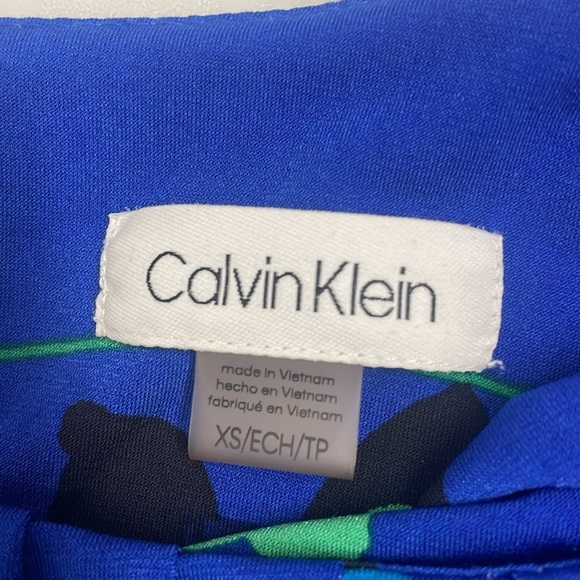 Calvin Klein
made in Vietnam
hecho en Vietnam
fabriqué en Vietnam
XS/ECH/TP